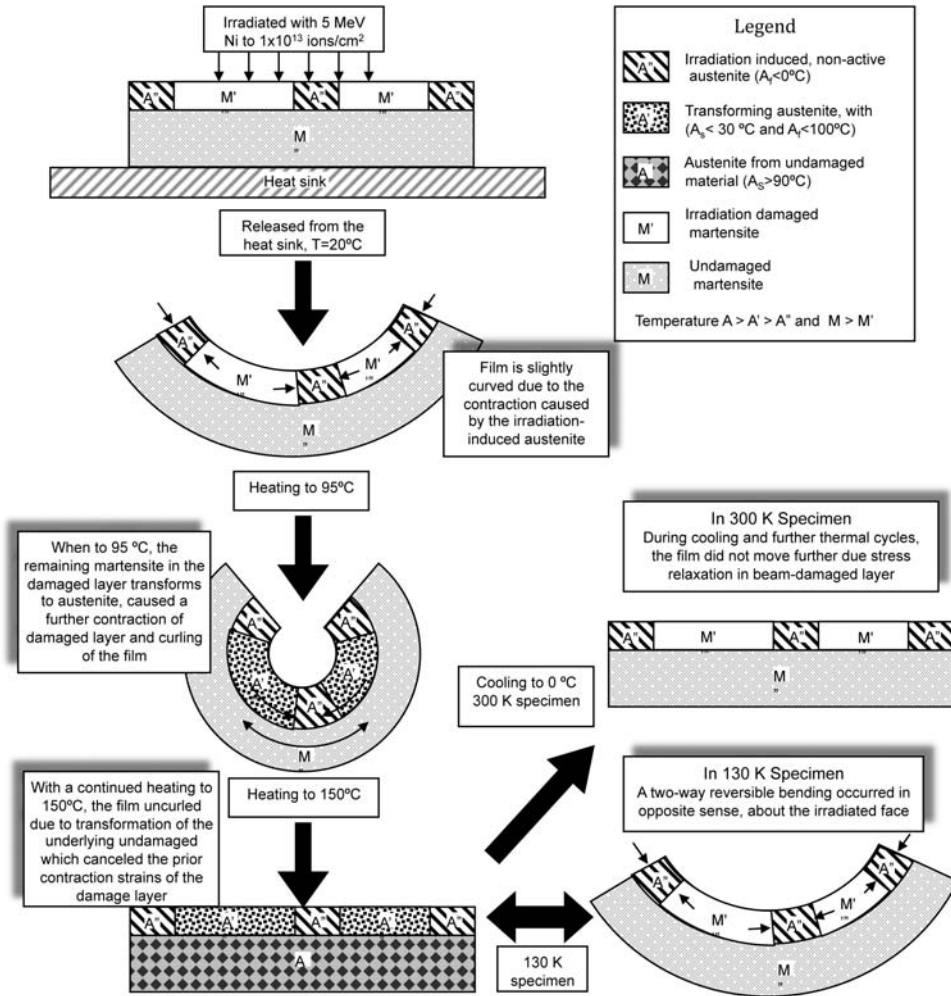 Irradiated with 5 MeV
Ni to 1x10¹³ ions/cm²
A"
M'
A"
M'
A"
M
Heat sink
Legend
A"
Irradiation induced, non-active
austenite (Af<0ºC)
A'
Transforming austenite, with
(As< 30 ºC and Af<100ºC)
A
Austenite from undamaged
material (AS>90ºC)
M'
Irradiation damaged
martensite
M
Undamaged
martensite
Temperature A > A' > A" and M > M'
Released from the
heat sink, T=20ºC
A"
M'
A"
M'
A"
M
Film is slightly
curved due to the
contraction caused
by the irradiation-
induced austenite
Heating to 95ºC
When to 95 ºC, the
remaining martensite in
the damaged layer transforms
to austenite, caused a
further contraction of
damaged layer and curling
of the film
A"
A"
A'
A'
A"
M
In 300 K Specimen
During cooling and further thermal cycles,
the film did not move further due stress
relaxation in beam-damaged layer
A"
M'
A"
M'
A"
M
Cooling to 0 ºC
300 K specimen
With a continued heating to
150ºC, the film uncurled
due to transformation of the
underlying undamaged
which canceled the prior
contraction strains of the
damage layer
Heating to 150ºC
A"
A'
A"
A'
A"
A
In 130 K Specimen
A two-way reversible bending occurred in
opposite sense, about the irradiated face
A"
M'
A"
M'
A"
M
130 K
specimen